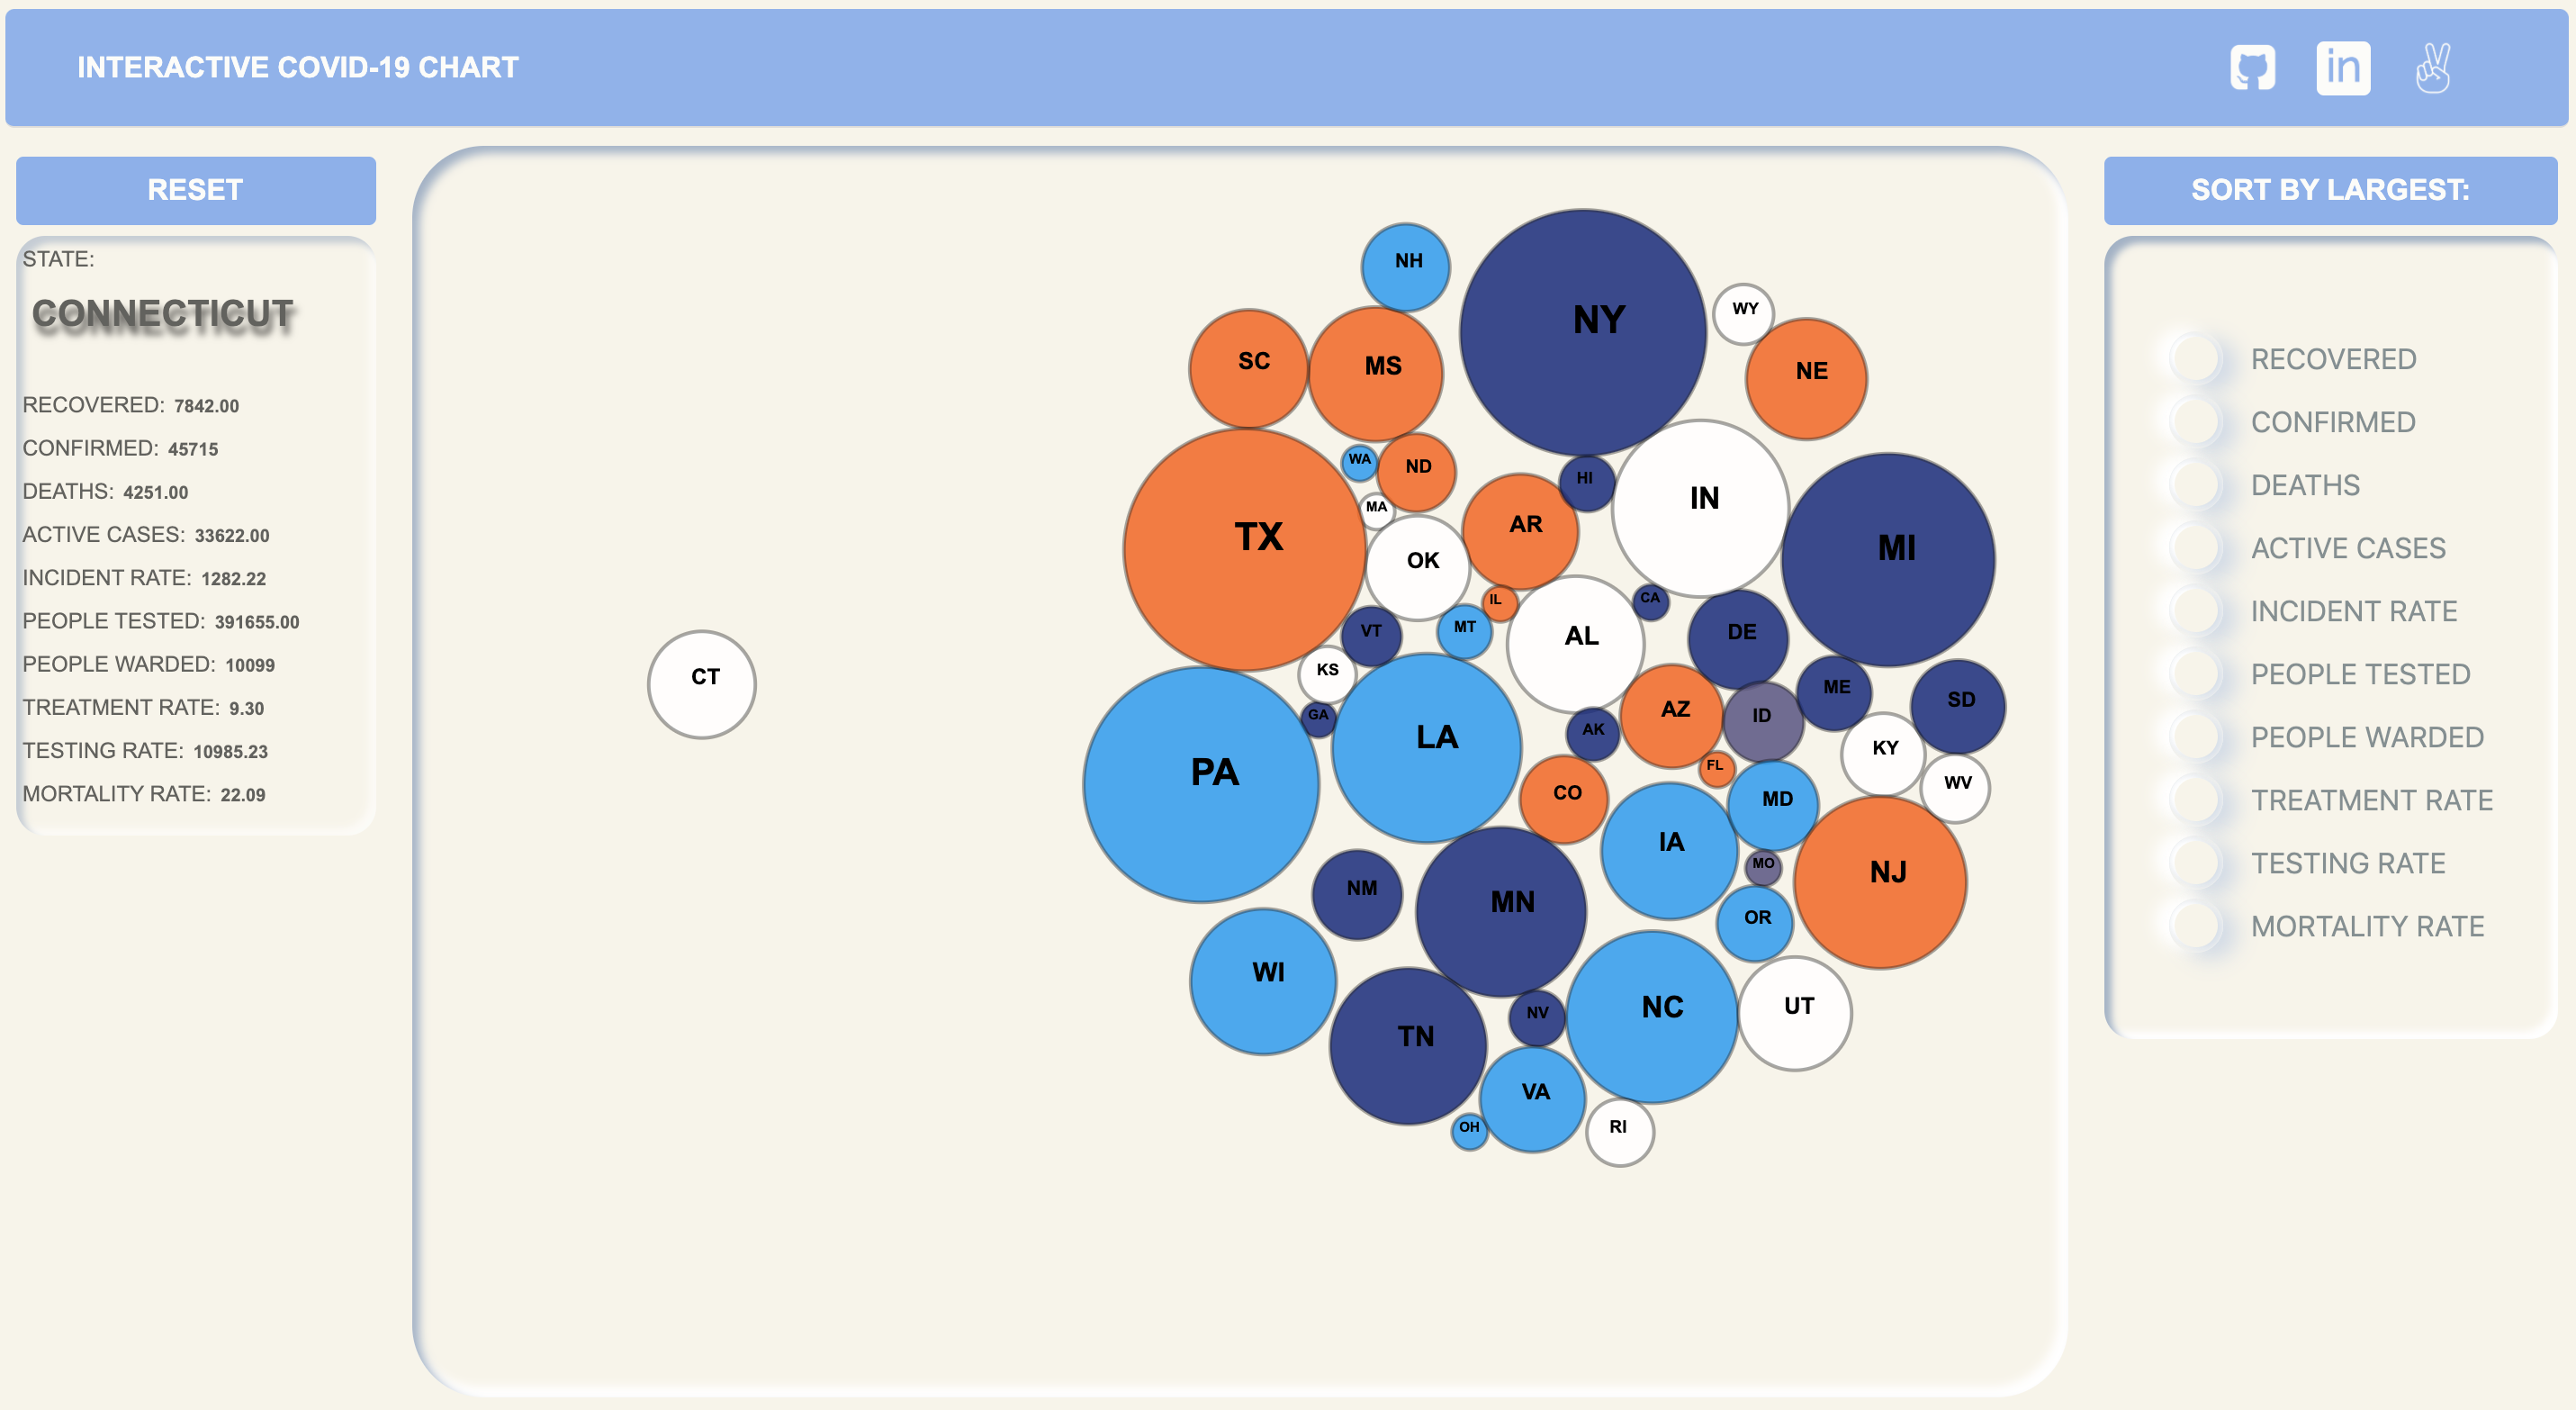 INTERACTIVE COVID-19 CHART
in
RESET
STATE:
CONNECTICUT
RECOVERED: 7842.00
CONFIRMED: 45715
DEATHS: 4251.00
ACTIVE CASES: 33622.00
INCIDENT RATE: 1282.22
PEOPLE TESTED: 391655.00
PEOPLE WARDED: 10099
TREATMENT RATE: 9.30
TESTING RATE: 10985.23
MORTALITY RATE: 22.09
NH
NY
WY
SC
MS
NE
WA
ND
HI
IN
MA
TX
AR
MI
OK
IL
CA
VT
MT
AL
DE
CT
KS
ME
SD
GA
LA
AK
AZ
ID
KY
PA
FL
WV
CO
MD
IA
MO
NJ
NM
MN
OR
WI
NV
NC
UT
TN
VA
OH
RI
SORT BY LARGEST:
RECOVERED
CONFIRMED
DEATHS
ACTIVE CASES
INCIDENT RATE
PEOPLE TESTED
PEOPLE WARDED
TREATMENT RATE
TESTING RATE
MORTALITY RATE